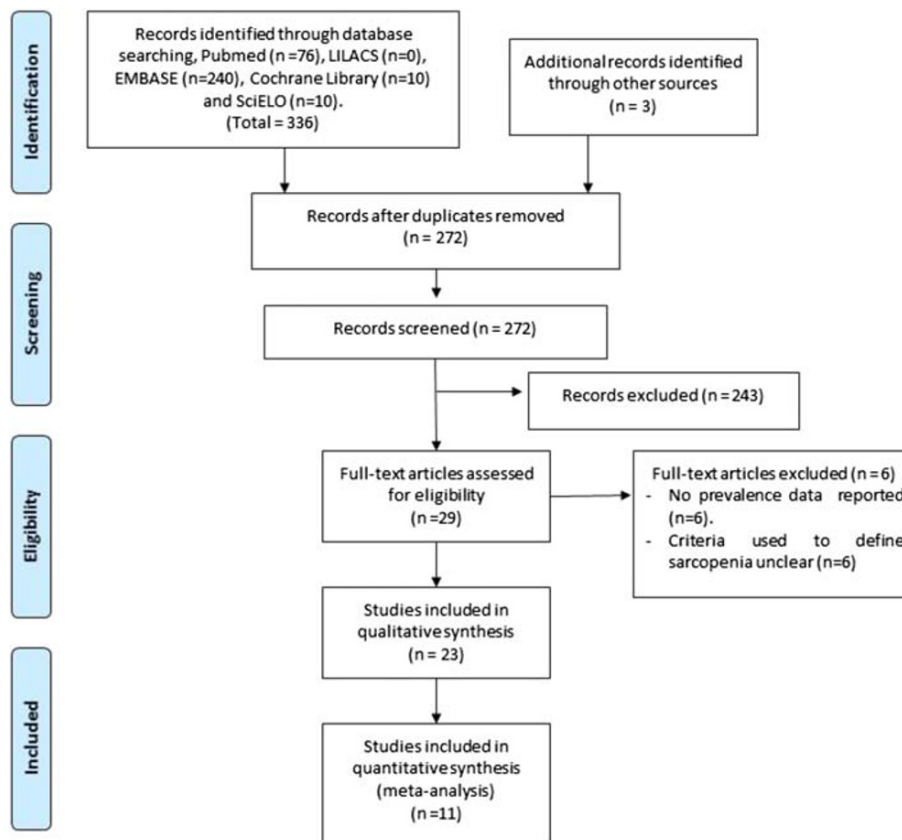 Identification
Records identified through database
searching, Pubmed (n =76), LILACS (n=0),
EMBASE (n=240), Cochrane Library (n=10)
and SciELO (n=10).
(Total = 336)
Additional records identified
through other sources
(n = 3)
Records after duplicates removed
(n = 272)
Screening
Records screened (n = 272)
Records excluded (n = 243)
Eligibility
Full-text articles assessed
for eligibility
(n =29)
Full-text articles excluded (n = 6)
- No prevalence data reported
(n=6).
- Criteria used to define
sarcopenia unclear (n=6)
Studies included in
qualitative synthesis
(n = 23)
Included
Studies included in
quantitative synthesis
(meta-analysis)
(n =11)